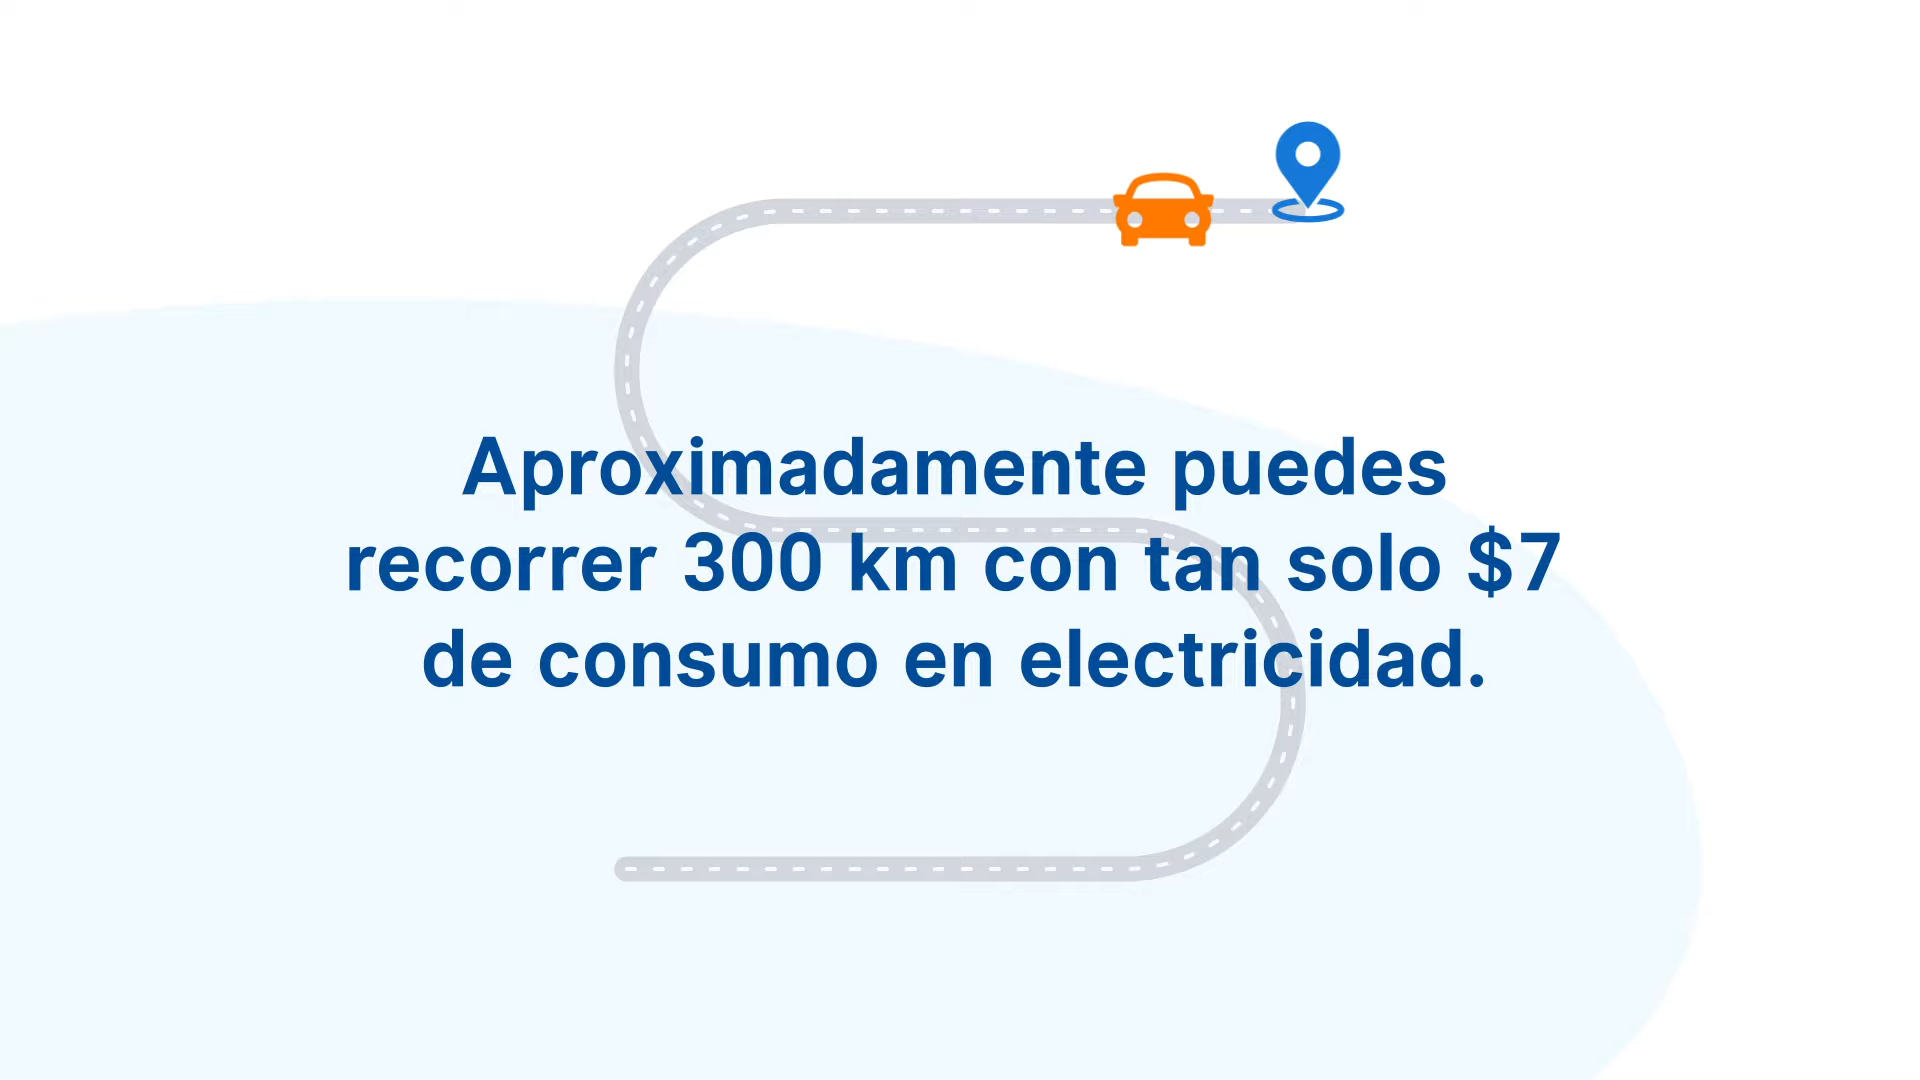 Aproximadamente puedes
recorrer 300 km con tan solo $7
de consumo en electricidad.